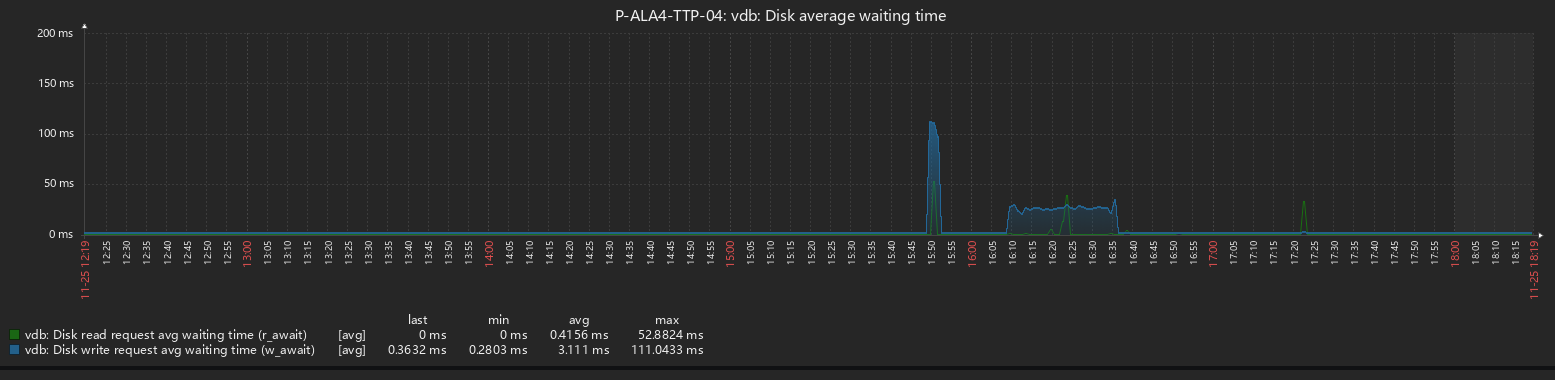 P-ALA4-TTP-04: vdb: Disk average waiting time
200 ms
150 ms
100 ms
50 ms
0 ms
11-25 12:19 12:25 12:30 12:35 12:40 12:45 12:50 12:55 13:00 13:05 13:10 13:15 13:20 13:25 13:30 13:35 13:40 13:45 13:50 13:55 14:00 14:05 14:10 14:15 14:20 14:25 14:30 14:35 14:40 14:45 14:50 14:55 15:00 15:05 15:10 15:15 15:20 15:25 15:30 15:35 15:40 15:45 15:50 15:55 16:00 16:05 16:10 16:15 16:20 16:25 16:30 16:35 16:40 16:45 16:50 16:55 17:00 17:05 17:10 17:15 17:20 17:25 17:30 17:35 17:40 17:45 17:50 17:55 18:00 18:05 18:10 18:15 11-25 18:19
last min avg max
vdb: Disk read request avg waiting time (r_await) [avg] 0 ms 0 ms 0.4156 ms 52.8824 ms
vdb: Disk write request avg waiting time (w_await) [avg] 0.3632 ms 0.2803 ms 3.111 ms 111.0433 ms